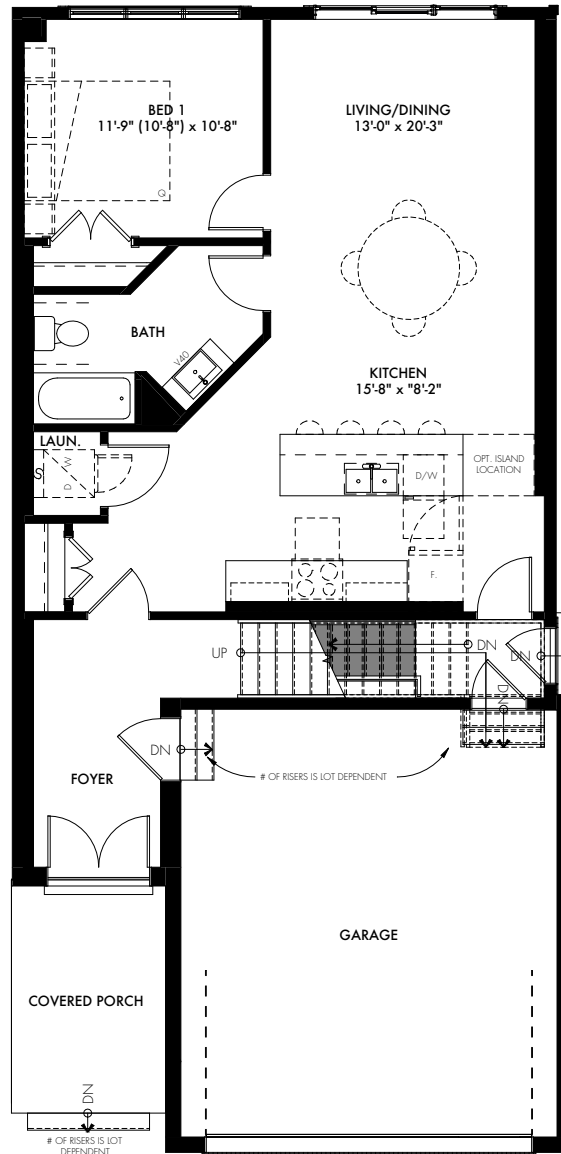 BED 1
11'-9" (10'-8") x 10'-8"
LIVING/DINING
13'-0" x 20'-3"
Q
BATH
V40
KITCHEN
15'-8" x "8'-2"
LAUN.
S
D / W
D/W
OPT. ISLAND
LOCATION
F.
UP
DN
DN
DN
DN
# OF RISERS IS LOT DEPENDENT
FOYER
GARAGE
COVERED PORCH
DN
# OF RISERS IS LOT
DEPENDENT